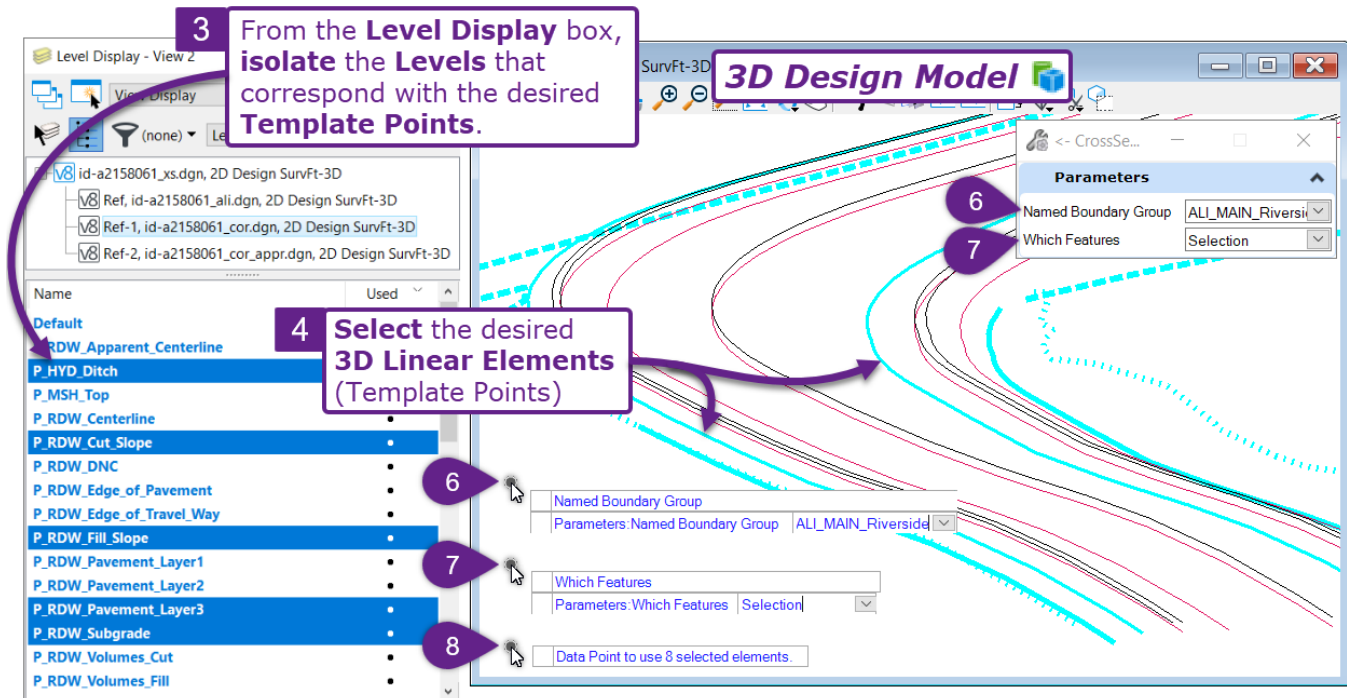 3
From the Level Display box,
isolate the Levels that
correspond with the desired
Template Points.
Level Display - View 2
View Display
(none)
id-a2158061_xs.dgn, 2D Design SurvFt-3D
Ref, id-a2158061_ali.dgn, 2D Design SurvFt-3D
Ref-1, id-a2158061_cor.dgn, 2D Design SurvFt-3D
Ref-2, id-a2158061_cor_appr.dgn, 2D Design SurvFt-3D
Name Used
Default
P_RDW_Apparent_Centerline
P_HYD_Ditch
P_MSH_Top
P_RDW_Centerline
P_RDW_Cut_Slope
P_RDW_DNC
P_RDW_Edge_of_Pavement
P_RDW_Edge_of_Travel_Way
P_RDW_Fill_Slope
P_RDW_Pavement_Layer1
P_RDW_Pavement_Layer2
P_RDW_Pavement_Layer3
P_RDW_Subgrade
P_RDW_Volumes_Cut
P_RDW_Volumes_Fill
SurvFt-3D
3D Design Model
<- CrossSe...
Parameters
6
Named Boundary Group ALI_MAIN_Riversi
7
Which Features Selection
4
Select the desired
3D Linear Elements
(Template Points)
6
Named Boundary Group
Parameters:Named Boundary Group ALI_MAIN_Riverside
7
Which Features
Parameters:Which Features Selection
8
Data Point to use 8 selected elements.